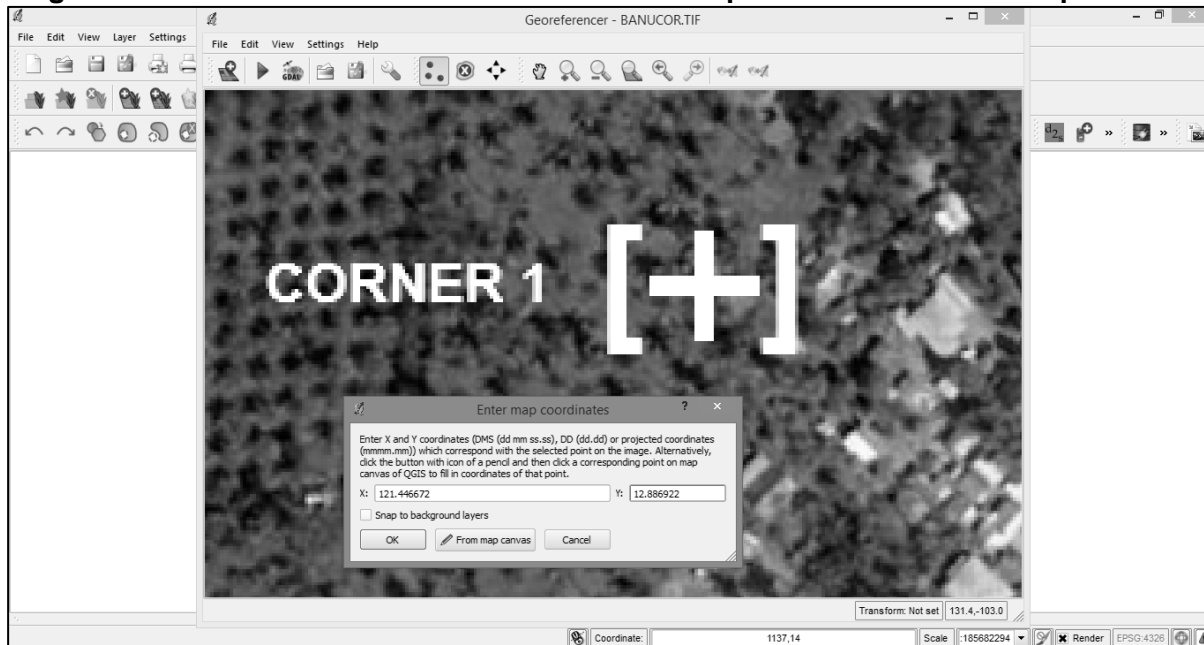 Georeferencer - BANUCOR.TIF
File Edit View Layer Settings
File Edit View Settings Help
GDAL
CORNER 1 [+]
Enter map coordinates
Enter X and Y coordinates (DMS (dd mm ss.ss), DD (dd.dd) or projected coordinates
(mmmm.mm)) which correspond with the selected point on the image. Alternatively,
click the button with icon of a pencil and then click a corresponding point on map
canvas of QGIS to fill in coordinates of that point.
X: 121.446672 Y: 12.886922
Snap to background layers
OK From map canvas Cancel
Transform: Not set 131.4,-103.0
Coordinate: 1137,14 Scale :185682294 Render EPSG:4326